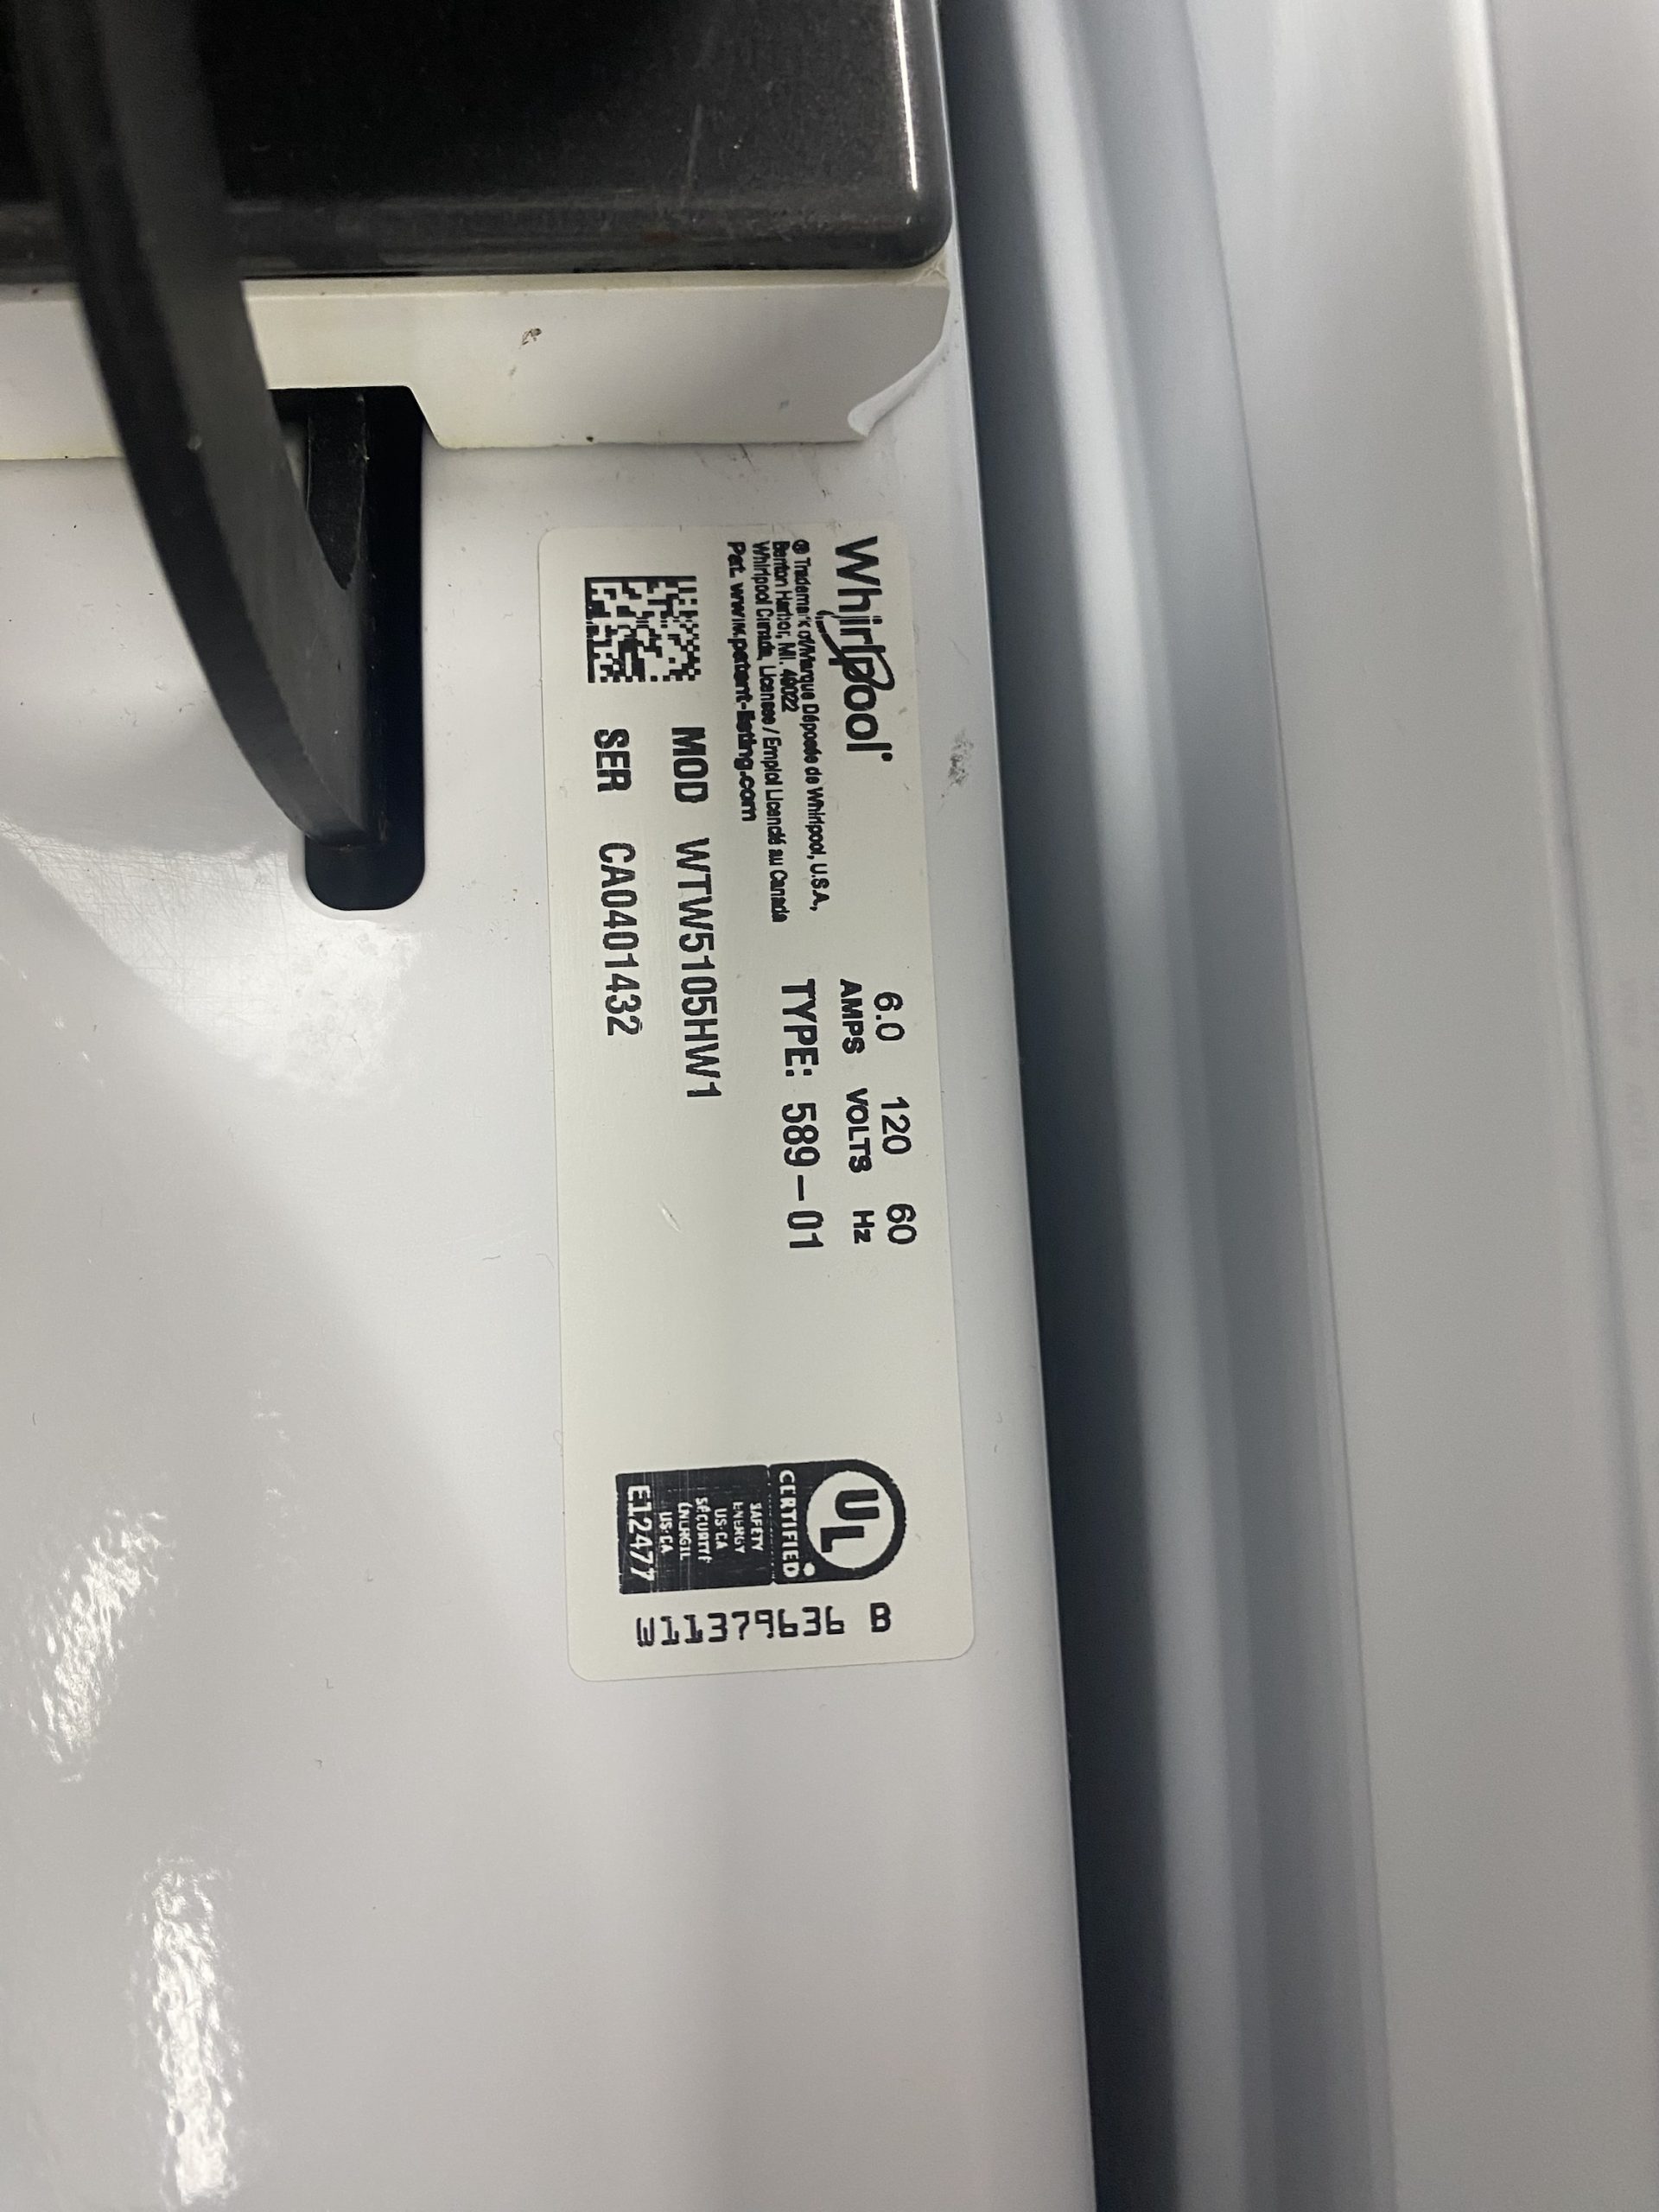 Whirlpool®
® Trademark of/Marque Déposée de Whirlpool, U.S.A.,
Benton Harbor, MI. 49022
Whirlpool Canada, Licensee / Emploi Licencié au Canada
Pat. www.patent-listing.com
MOD WTW5105HW1
SER CA0401432
6.0 120 60
AMPS VOLTS Hz
TYPE: 589-01
UL
CERTIFIED
SAFETY
ENERGY
US-CA
SÉCURITÉ
ÉNERGIE
US-CA
E12477
W11379636 B